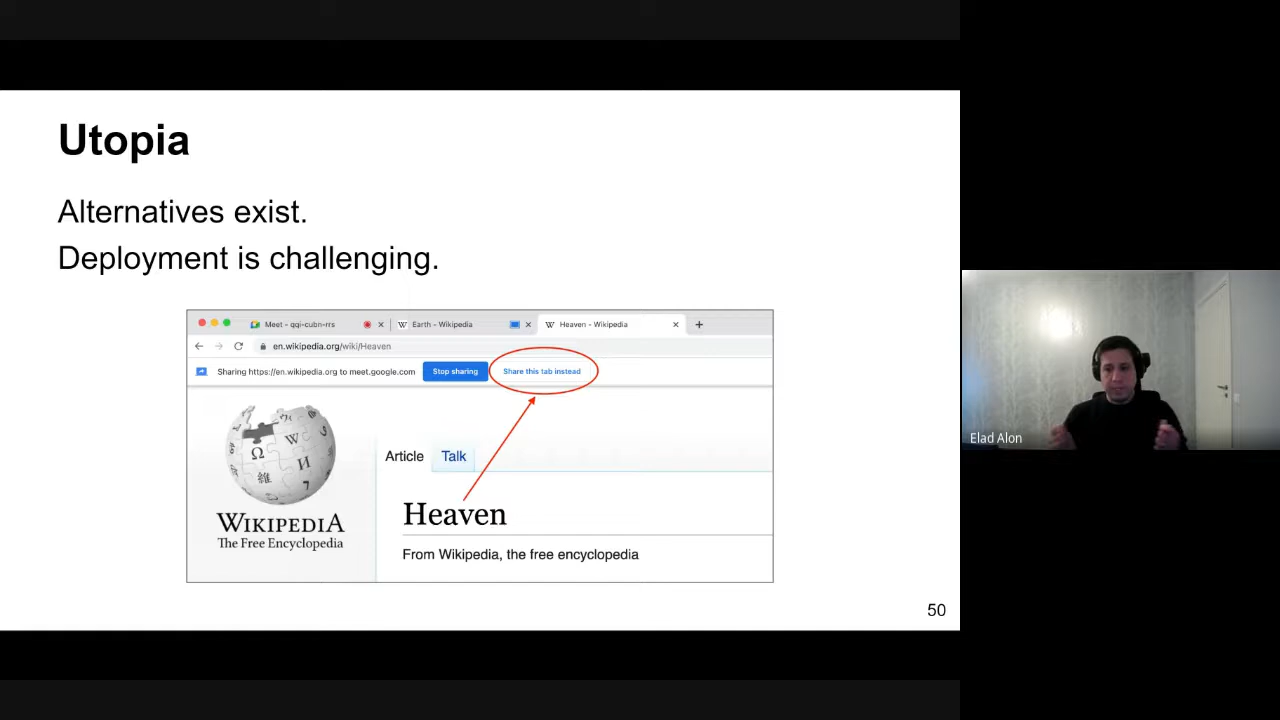 Utopia
Alternatives exist.
Deployment is challenging.
Meet - qqi-cubn-rrs
Earth - Wikipedia
Heaven - Wikipedia
en.wikipedia.org/wiki/Heaven
Sharing https://en.wikipedia.org to meet.google.com
Stop sharing
Share this tab instead
Article
Talk
WIKIPEDIA
The Free Encyclopedia
Heaven
From Wikipedia, the free encyclopedia
50
Elad Alon